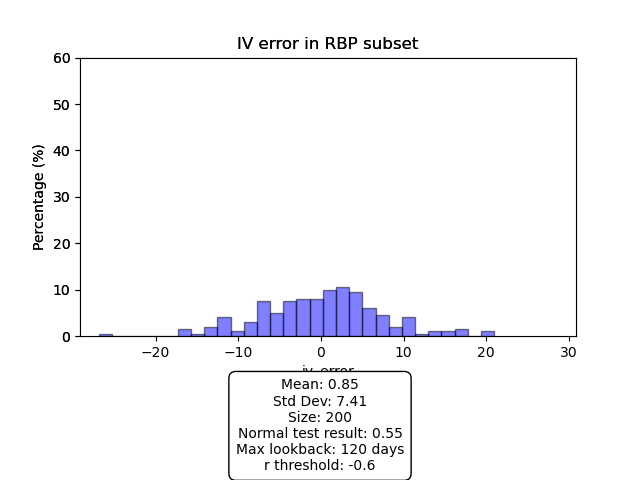 IV error in RBP subset
60
50
40
30
20
10
0
Percentage (%)
−20
−10
0
10
20
30
iv_error
Mean: 0.85
Std Dev: 7.41
Size: 200
Normal test result: 0.55
Max lookback: 120 days
r threshold: -0.6